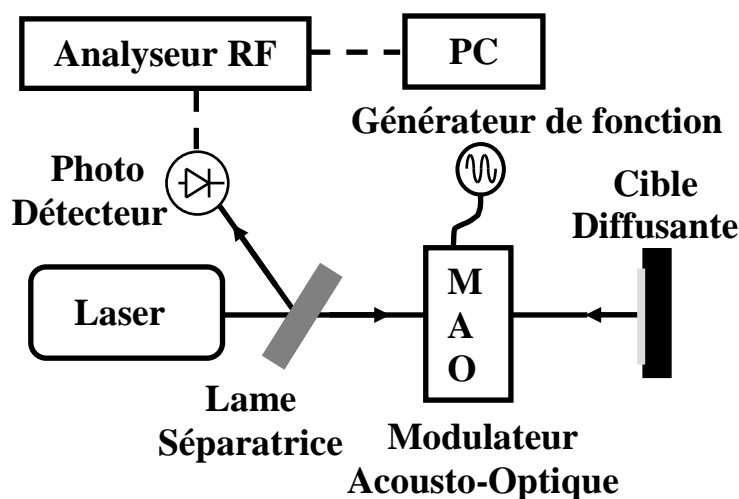 Analyseur RF
PC
Générateur de fonction
Photo
Détecteur
Cible
Diffusante
Laser
M
A
O
Lame
Séparatrice
Modulateur
Acousto-Optique